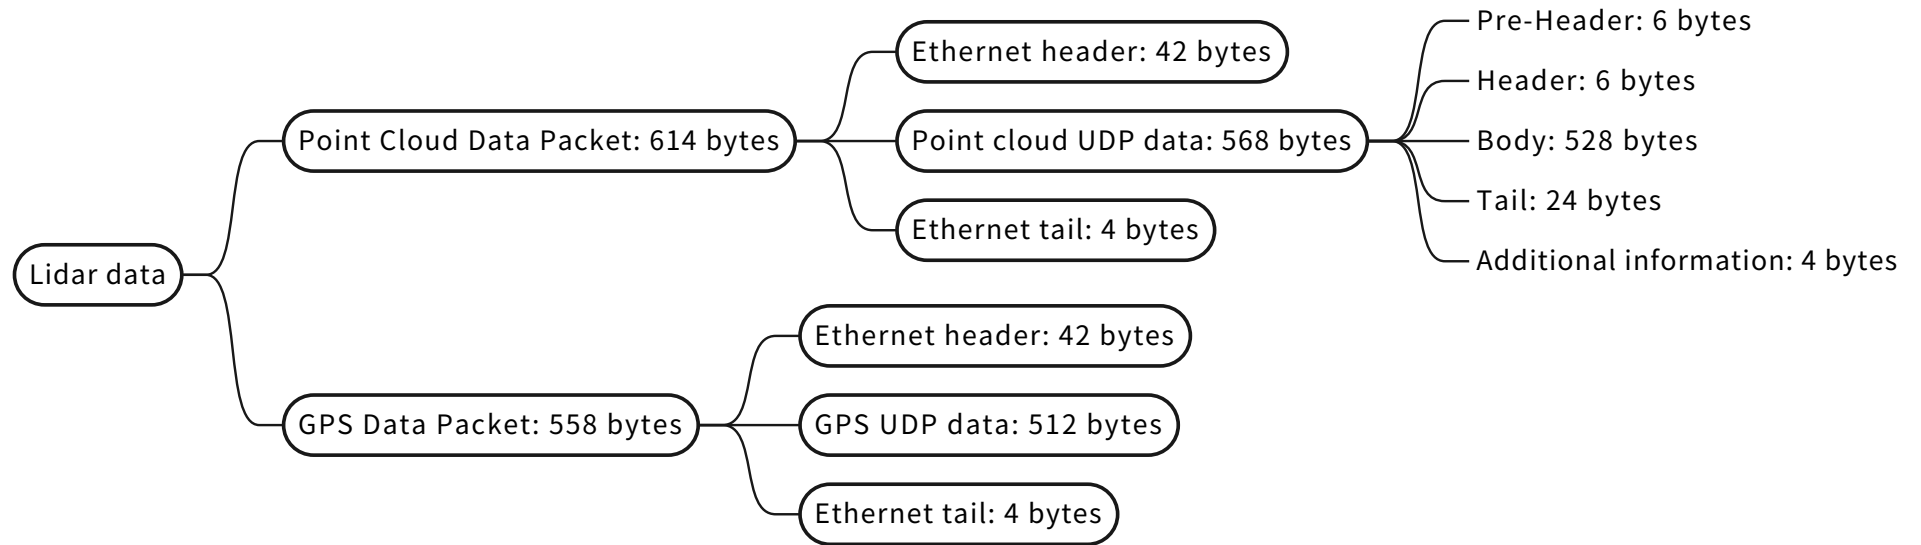 Lidar data
Point Cloud Data Packet: 614 bytes
Ethernet header: 42 bytes
Point cloud UDP data: 568 bytes
Pre-Header: 6 bytes
Header: 6 bytes
Body: 528 bytes
Tail: 24 bytes
Additional information: 4 bytes
Ethernet tail: 4 bytes
GPS Data Packet: 558 bytes
Ethernet header: 42 bytes
GPS UDP data: 512 bytes
Ethernet tail: 4 bytes